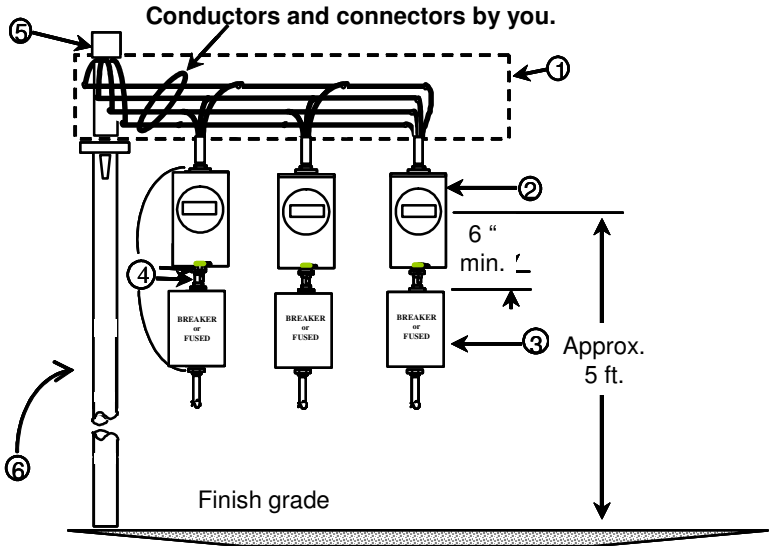 Conductors and connectors by you.
5
1
2
6 “
min.
4
BREAKER
or
FUSED
BREAKER
or
FUSED
BREAKER
or
FUSED
3
Approx.
5 ft.
6
Finish grade